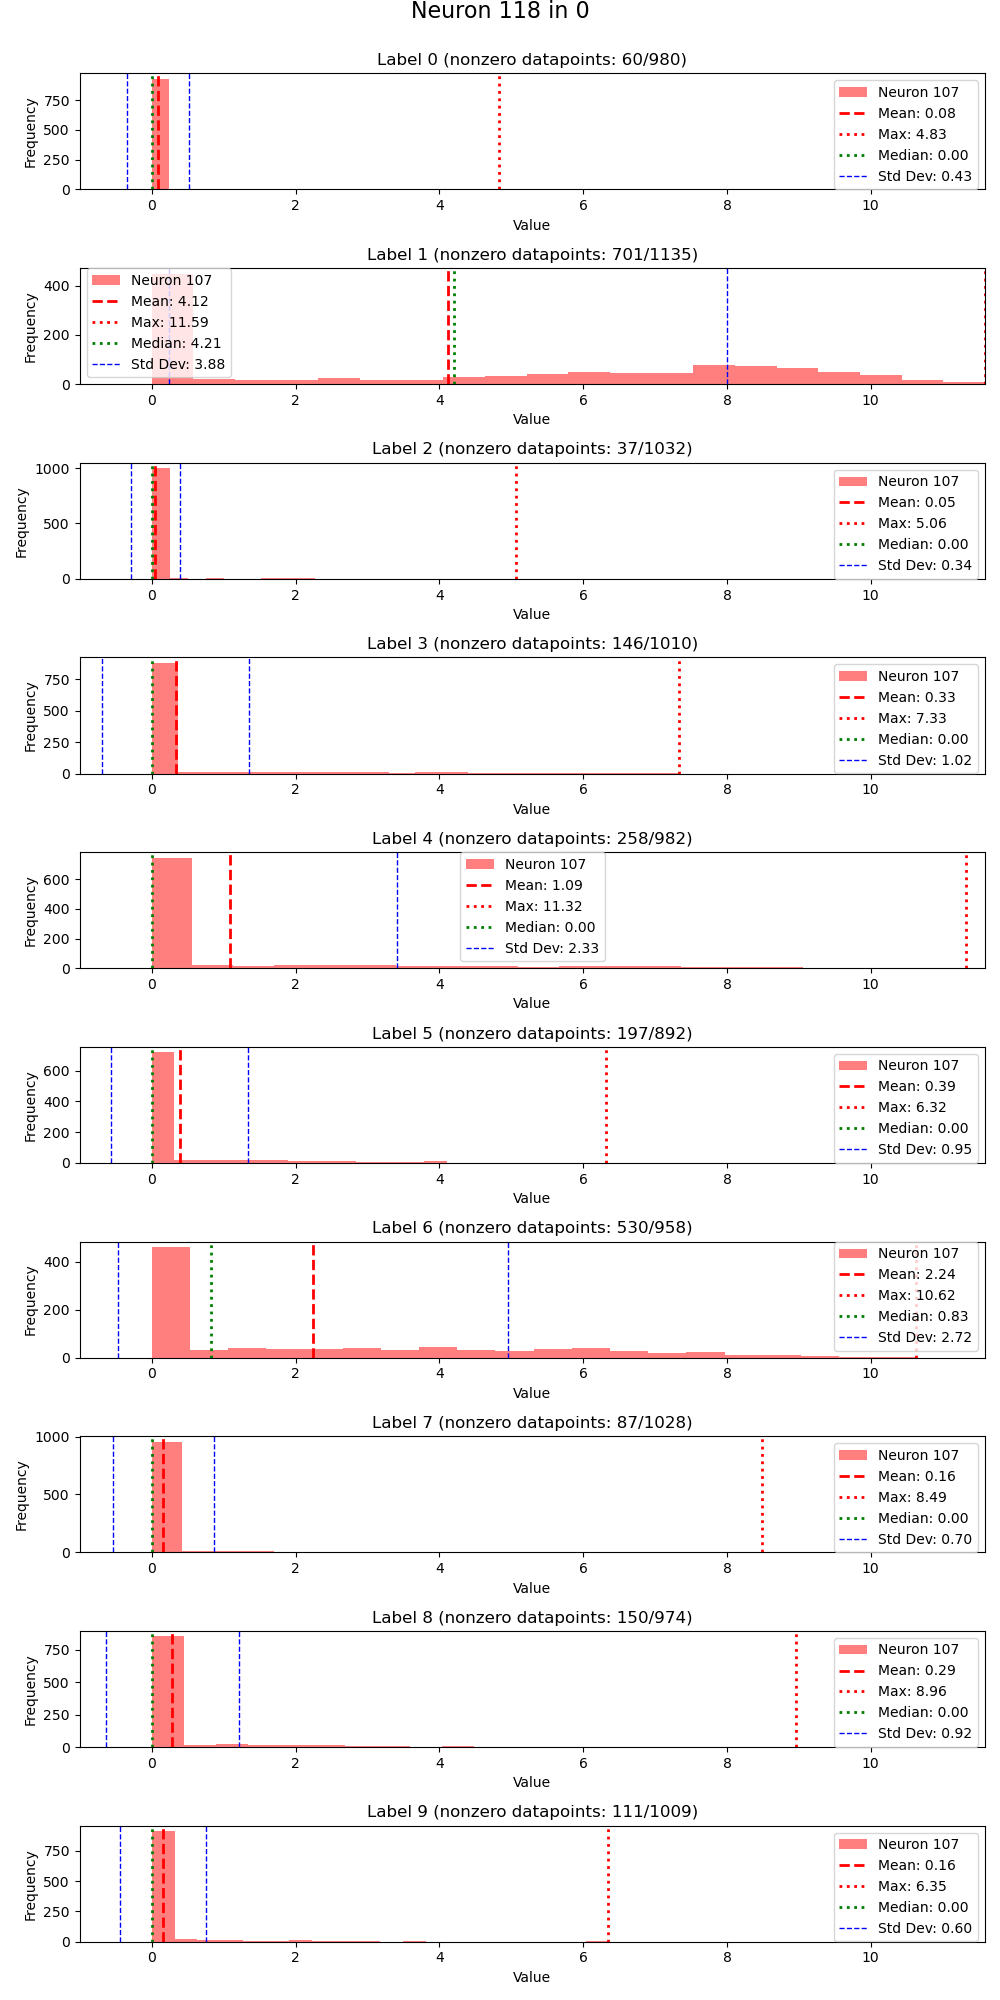 Neuron 118 in 0
Label 0 (nonzero datapoints: 60/980)
Frequency
750
500
250
0
Neuron 107
Mean: 0.08
Max: 4.83
Median: 0.00
Std Dev: 0.43
0 2 4 6 8 10
Value
Label 1 (nonzero datapoints: 701/1135)
Frequency
400
200
0
Neuron 107
Mean: 4.12
Max: 11.59
Median: 4.21
Std Dev: 3.88
0 2 4 6 8 10
Value
Label 2 (nonzero datapoints: 37/1032)
Frequency
1000
500
0
Neuron 107
Mean: 0.05
Max: 5.06
Median: 0.00
Std Dev: 0.34
0 2 4 6 8 10
Value
Label 3 (nonzero datapoints: 146/1010)
Frequency
750
500
250
0
Neuron 107
Mean: 0.33
Max: 7.33
Median: 0.00
Std Dev: 1.02
0 2 4 6 8 10
Value
Label 4 (nonzero datapoints: 258/982)
Frequency
600
400
200
0
Neuron 107
Mean: 1.09
Max: 11.32
Median: 0.00
Std Dev: 2.33
0 2 4 6 8 10
Value
Label 5 (nonzero datapoints: 197/892)
Frequency
600
400
200
0
Neuron 107
Mean: 0.39
Max: 6.32
Median: 0.00
Std Dev: 0.95
0 2 4 6 8 10
Value
Label 6 (nonzero datapoints: 530/958)
Frequency
400
200
0
Neuron 107
Mean: 2.24
Max: 10.62
Median: 0.83
Std Dev: 2.72
0 2 4 6 8 10
Value
Label 7 (nonzero datapoints: 87/1028)
Frequency
1000
500
0
Neuron 107
Mean: 0.16
Max: 8.49
Median: 0.00
Std Dev: 0.70
0 2 4 6 8 10
Value
Label 8 (nonzero datapoints: 150/974)
Frequency
750
500
250
0
Neuron 107
Mean: 0.29
Max: 8.96
Median: 0.00
Std Dev: 0.92
0 2 4 6 8 10
Value
Label 9 (nonzero datapoints: 111/1009)
Frequency
750
500
250
0
Neuron 107
Mean: 0.16
Max: 6.35
Median: 0.00
Std Dev: 0.60
0 2 4 6 8 10
Value